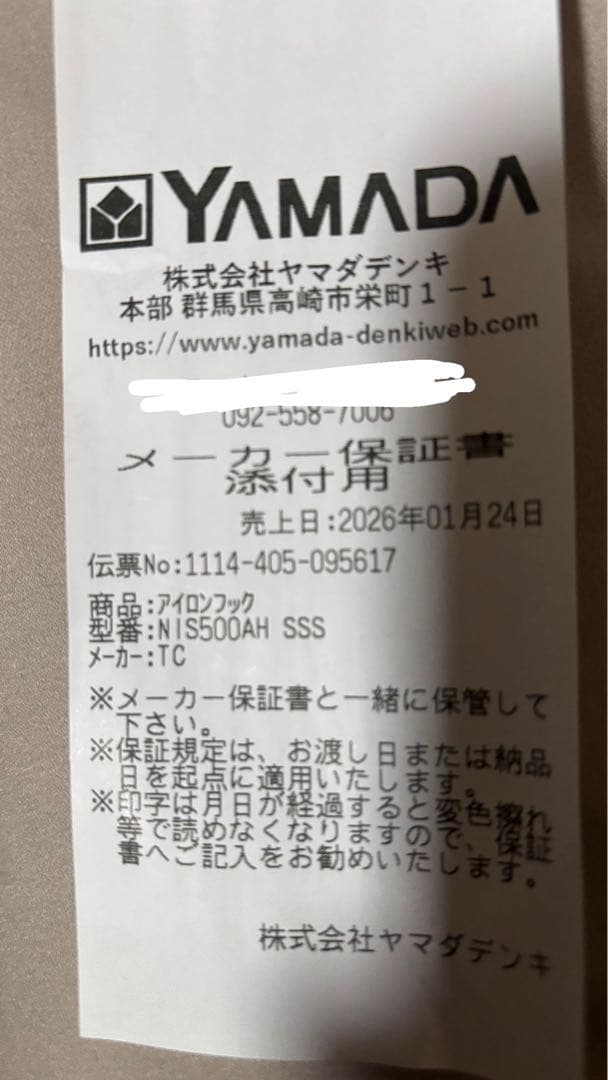 YAMADA
株式会社ヤマダデンキ
本部 群馬県高崎市栄町1-1
https://www.yamada-denkiweb.com
092-558-7006
メーカー保証書
添付用
売上日:2026年01月24日
伝票No:1114-405-095617
商品:ｱｲﾛﾝﾌｯｸ
型番:NIS500AH SSS
ﾒｰｶｰ:TC
※メーカー保証書と一緒に保管して
下さい。
※保証規定は、お渡し日または納品
日を起点に適用いたします。
※印字は月日が経過すると変色擦れ
等で読めなくなりますので、保証
書へご記入をお勧めいたします。
株式会社ヤマダデンキ